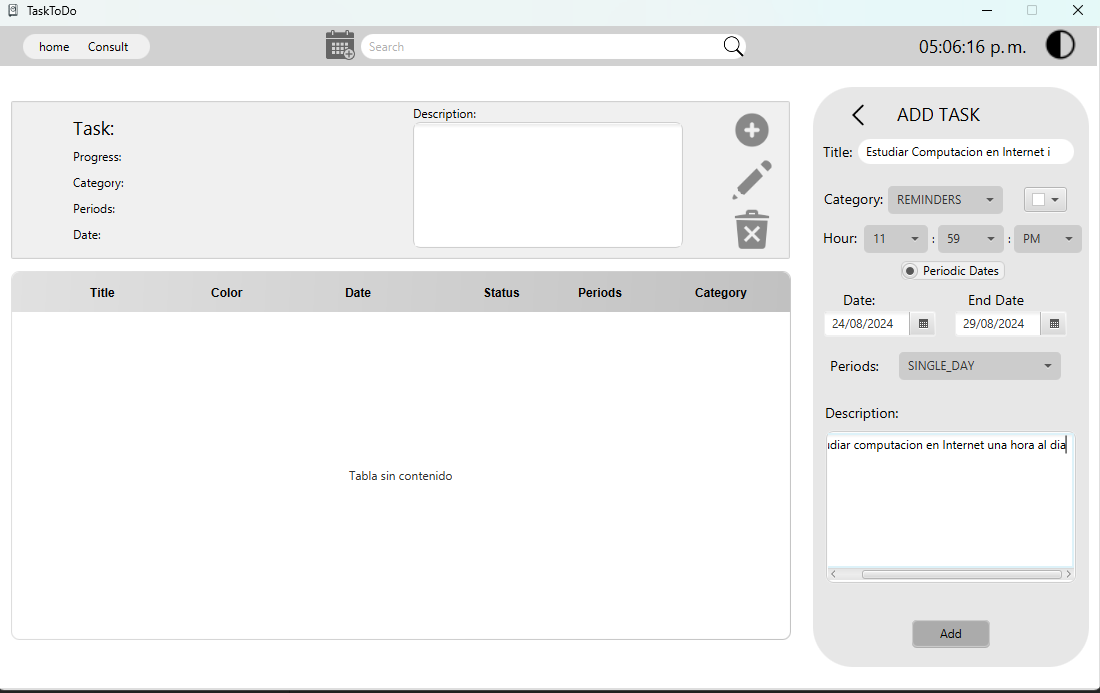 TaskToDo
home Consult Search 05:06:16 p. m.
Task:
Progress:
Category:
Periods:
Date:
Description:
Title Color Date Status Periods Category
Tabla sin contenido
ADD TASK
Title: Estudiar Computacion en Internet i
Category: REMINDERS
Hour: 11 : 59 : PM
Periodic Dates
Date: End Date
24/08/2024 29/08/2024
Periods: SINGLE_DAY
Description:
udiar computacion en Internet una hora al dia
Add